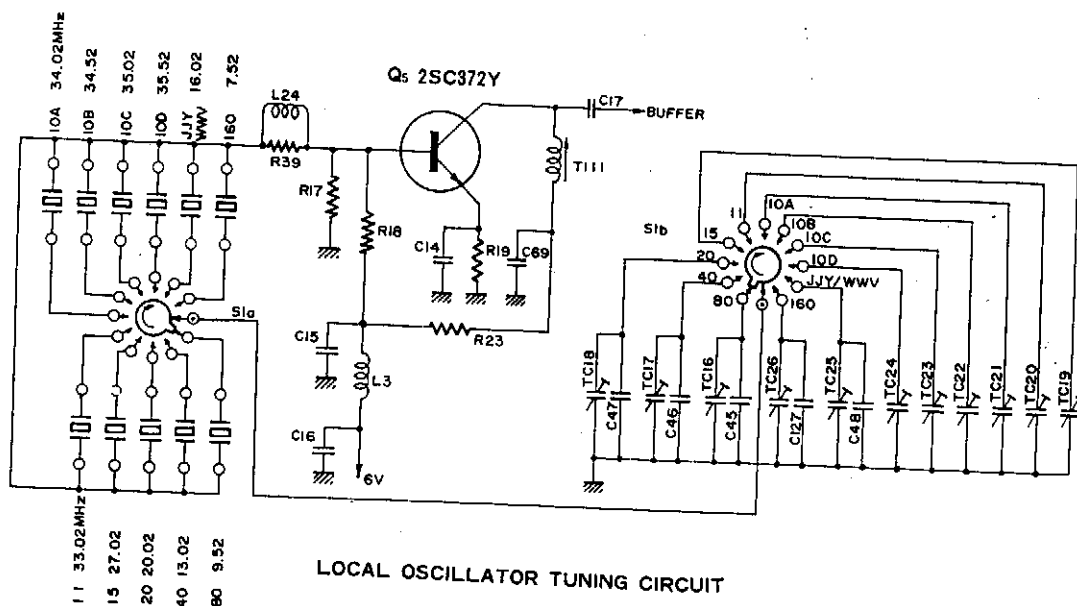 10A 34.02MHz
10B 34.52
10C 35.02
10D 35.52
JJY WWV 16.02
160 7.52
L24
R39
Q5 2SC372Y
C17
BUFFER
T111
R17
R18
C14
R19
C69
S1a
C15
R23
L3
C16
6V
S1b
15
11
10A
10B
10C
10D
JJY/WWV
20
40
80
160
TC18
C47
TC17
C46
TC16
C45
TC26
C127
TC25
C48
TC24
TC23
TC22
TC21
TC20
TC19
11 33.02MHz
15 27.02
20 20.02
40 13.02
80 9.52
LOCAL OSCILLATOR TUNING CIRCUIT